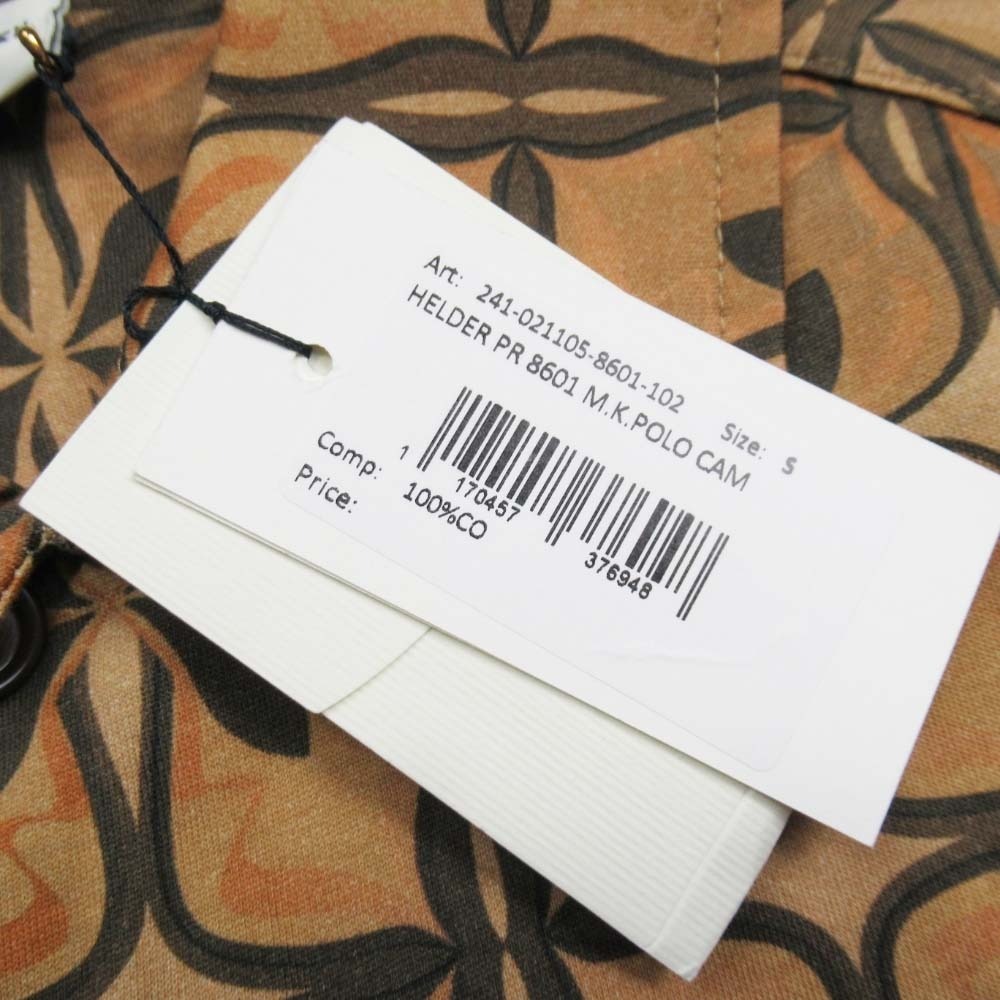 Art: 241-021105-8601-102 Size: S
HELDER PR 8601 M.K.POLO CAM
1 170457 376948
Comp: 100%CO
Price: